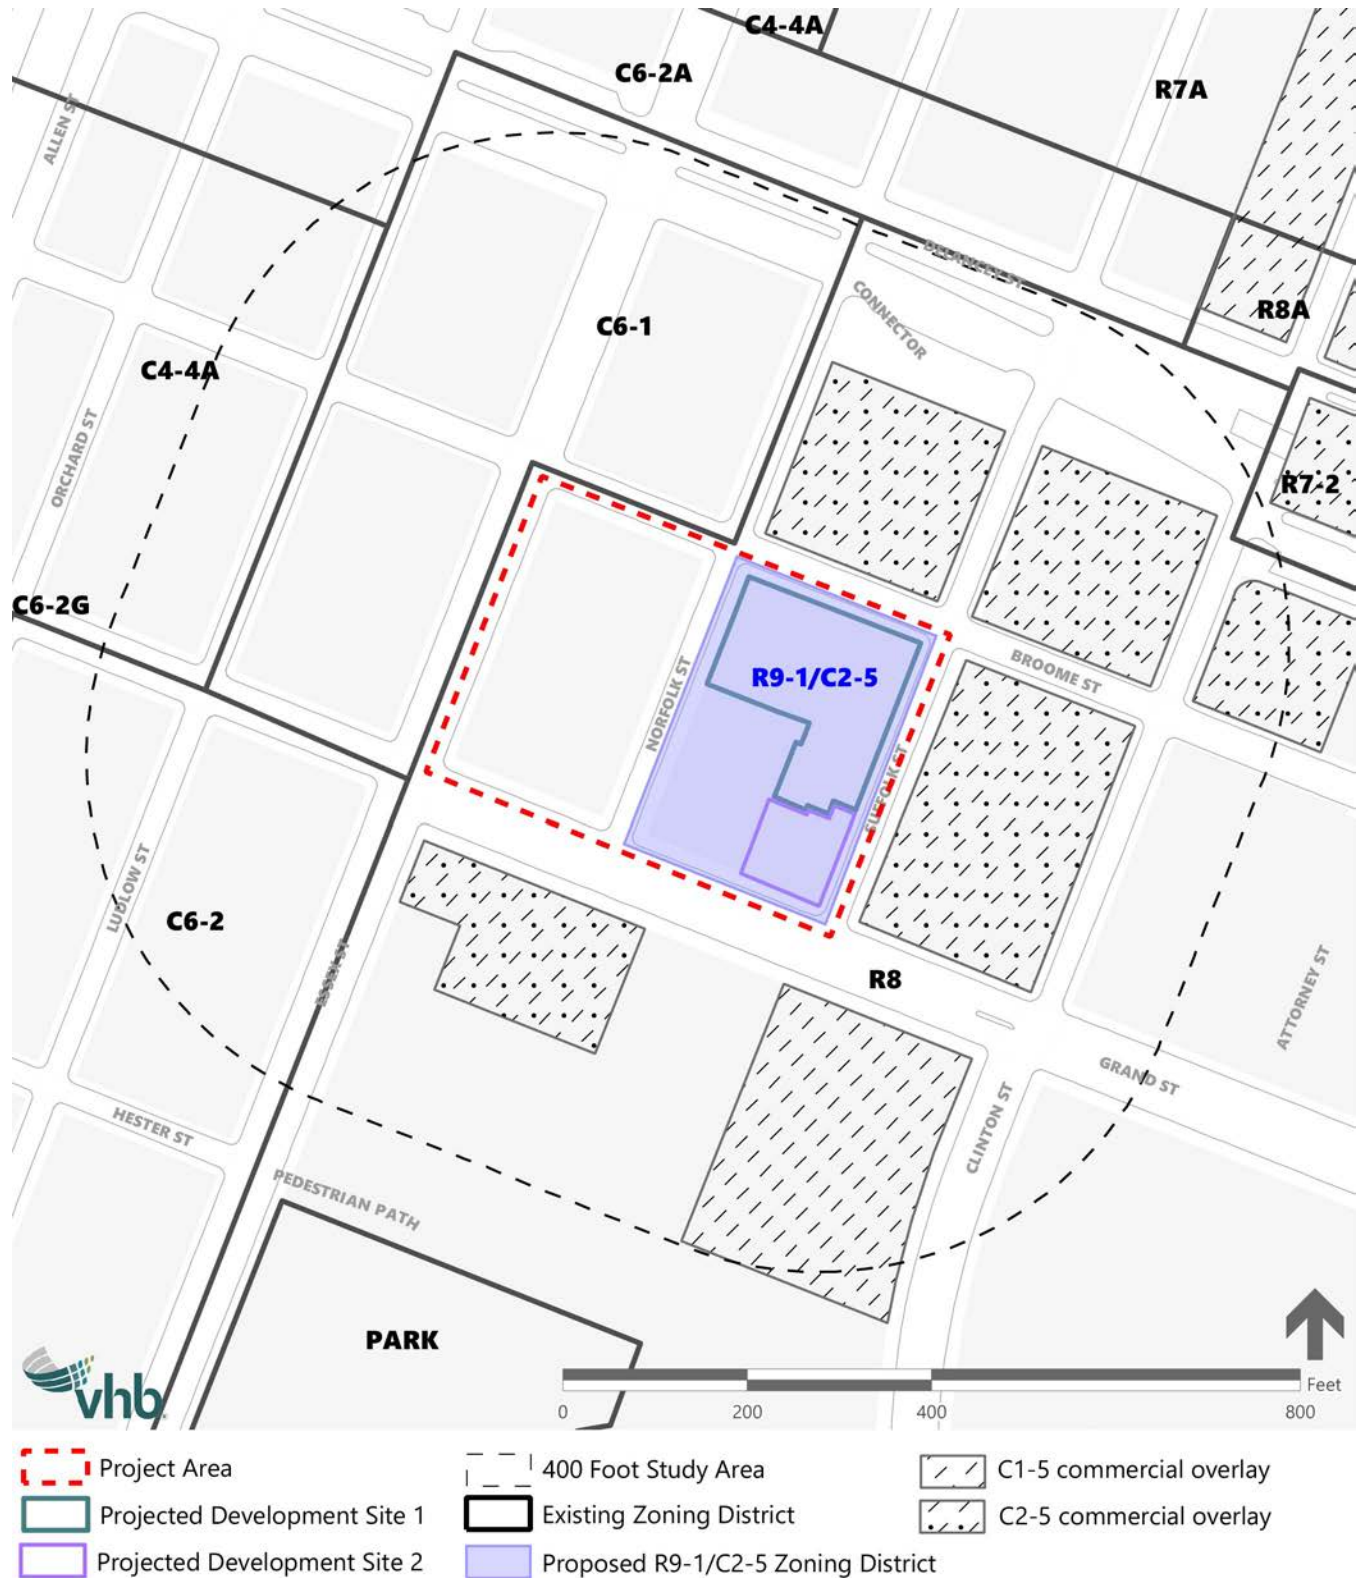 C4-4A
C6-2A
R7A
ALLEN ST
DELANCEY ST
CONNECTOR
R8A
C6-1
C4-4A
ORCHARD ST
R7-2
C6-2G
NORFOLK ST
R9-1/C2-5
BROOME ST
SUFFOLK ST
LUDLOW ST
C6-2
ESSEX ST
R8
ATTORNEY ST
GRAND ST
CLINTON ST
HESTER ST
PEDESTRIAN PATH
PARK
vhb
Feet
0 200 400 800
Project Area
400 Foot Study Area
C1-5 commercial overlay
Projected Development Site 1
Existing Zoning District
C2-5 commercial overlay
Projected Development Site 2
Proposed R9-1/C2-5 Zoning District